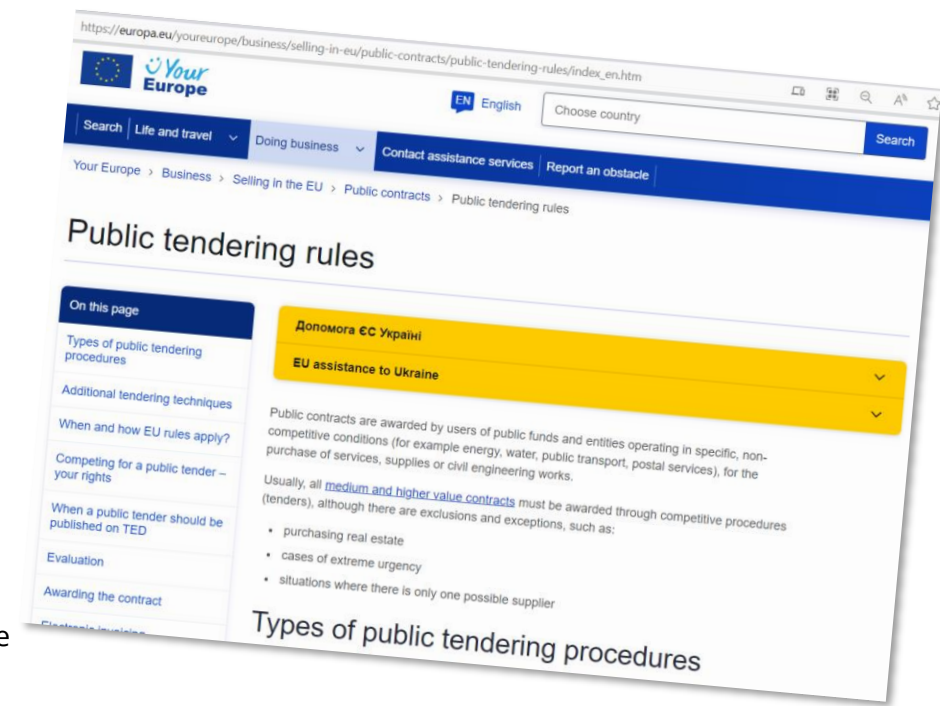 https://europa.eu/youreurope/business/selling-in-eu/public-contracts/public-tendering-rules/index_en.htm
Your
Europe
EN English
Choose country
Search
Search
Life and travel
Doing business
Contact assistance services
Report an obstacle
Your Europe > Business > Selling in the EU > Public contracts > Public tendering rules
Public tendering rules
On this page
Types of public tendering
procedures
Additional tendering techniques
When and how EU rules apply?
Competing for a public tender –
your rights
When a public tender should be
published on TED
Evaluation
Awarding the contract
Допомога ЄС Україні
EU assistance to Ukraine
Public contracts are awarded by users of public funds and entities operating in specific, non-
competitive conditions (for example energy, water, public transport, postal services), for the
purchase of services, supplies or civil engineering works.
Usually, all medium and higher value contracts must be awarded through competitive procedures
(tenders), although there are exclusions and exceptions, such as:
• purchasing real estate
• cases of extreme urgency
• situations where there is only one possible supplier
Types of public tendering procedures
e